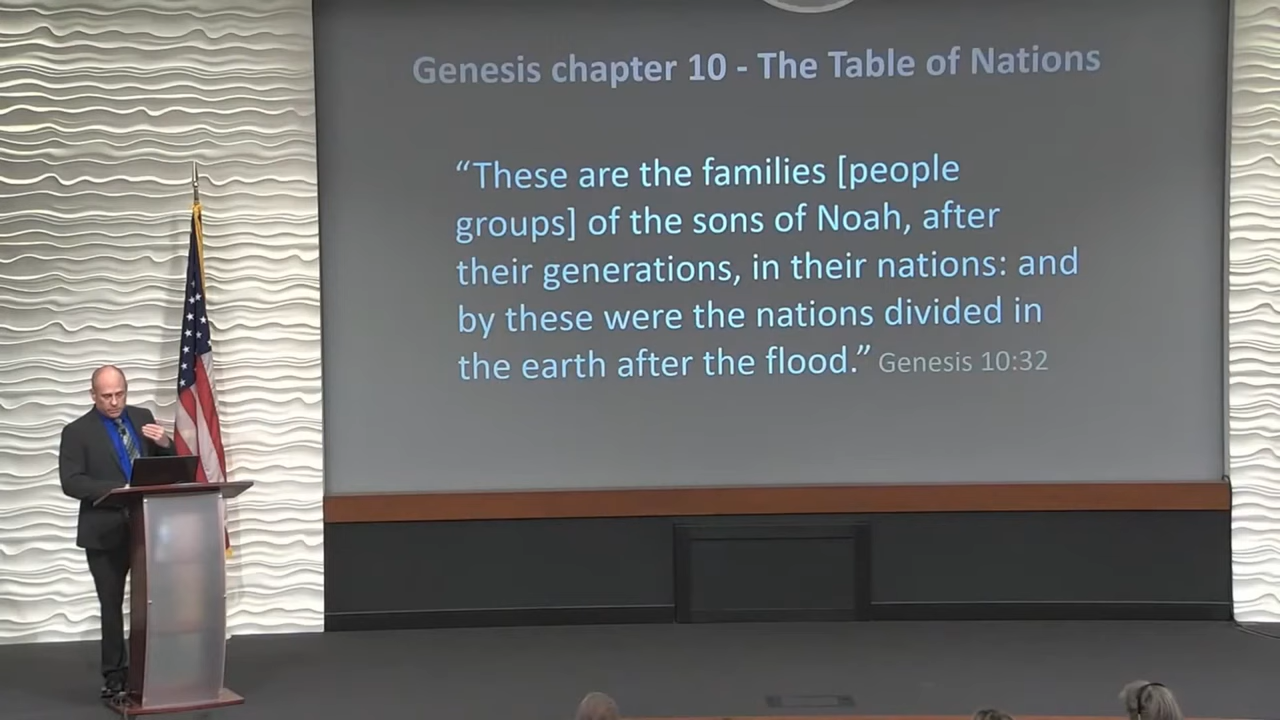 Genesis chapter 10 - The Table of Nations
“These are the families [people
groups] of the sons of Noah, after
their generations, in their nations: and
by these were the nations divided in
the earth after the flood.” Genesis 10:32